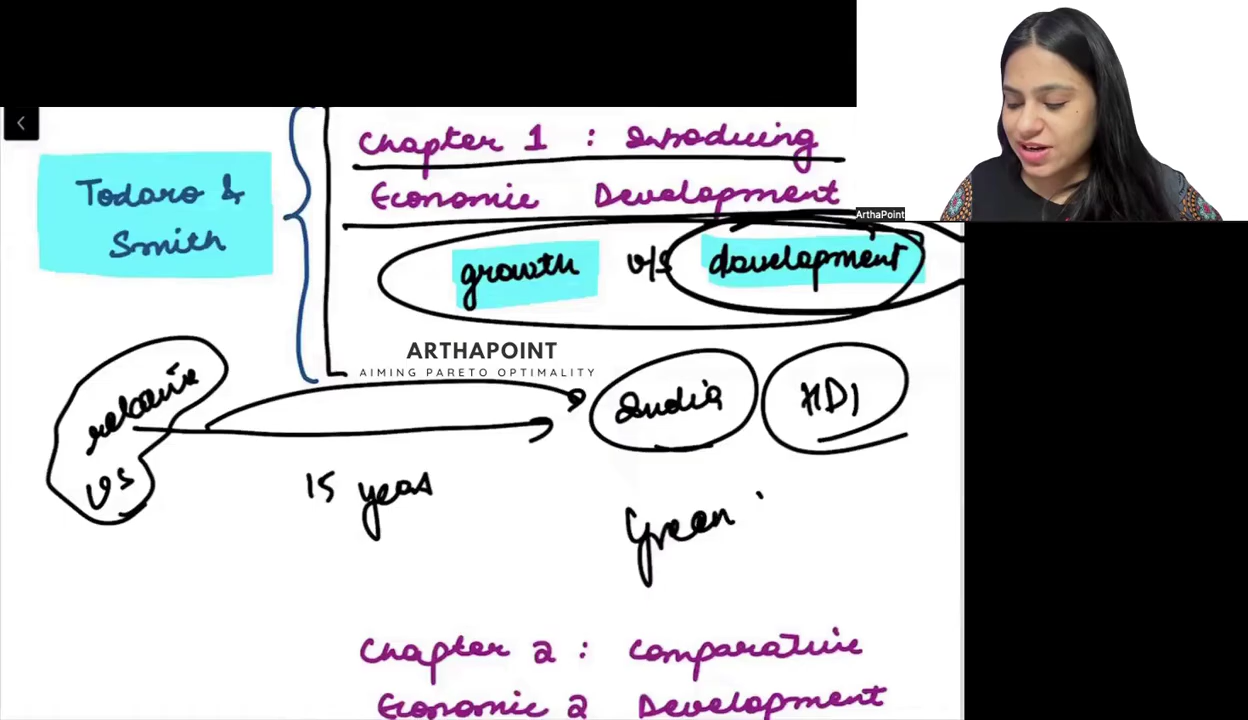 Chapter 1 : Introducing
Economic Development
Todaro &
Smith
growth v/s development
ArthaPoint
ARTHAPOINT
AIMING PARETO OPTIMALITY
India HDI
vs
15 years
Green
Chapter 2 : Comparative
Economic 2 Development